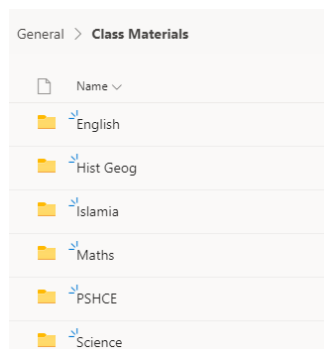 General > Class Materials
Name
English
Hist Geog
Islamia
Maths
PSHCE
Science